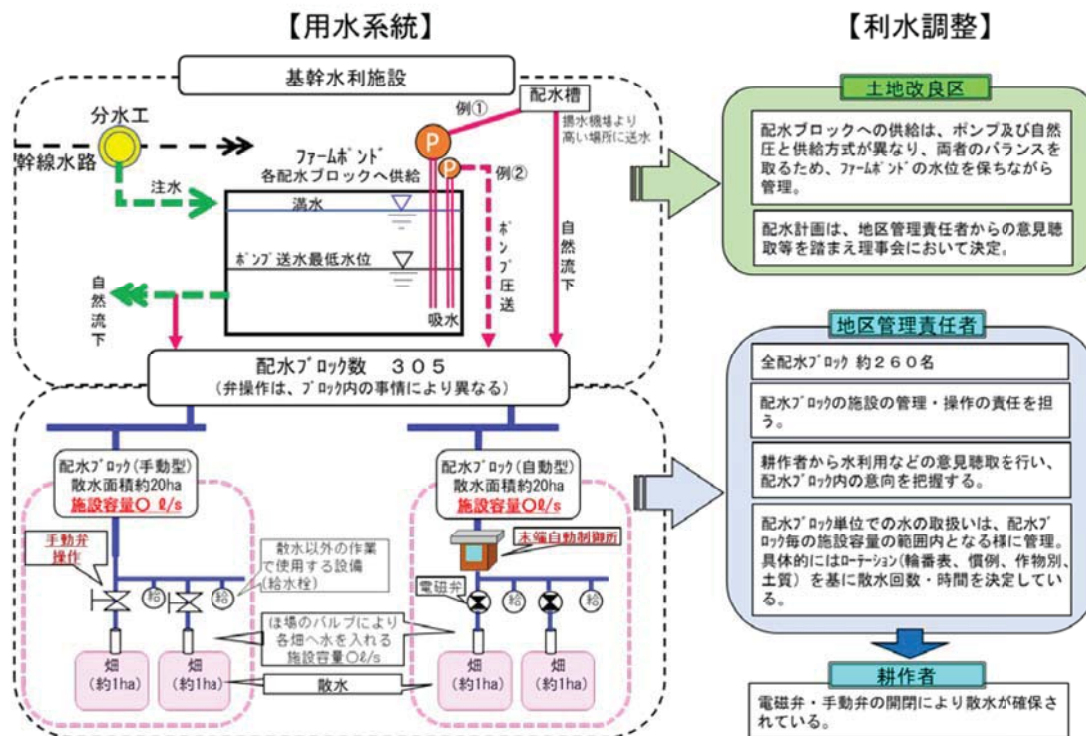 【用水系統】
【利水調整】
基幹水利施設
分水工
幹線水路
注水
ファームポンド
各配水ブロックへ供給
満水
ポンプ送水最低水位
自然流下
吸水
P
P
例①
例②
配水槽
揚水機場より
高い場所に送水
ポンプ圧送
自然流下
配水ブロック数 305
(弁操作は、ブロック内の事情により異なる)
配水ブロック(手動型)
散水面積約20ha
施設容量〇 ℓ/s
手動弁
操作
給
給
散水以外の作業
で使用する設備
(給水栓)
畑
(約1ha)
畑
(約1ha)
ほ場のバルブにより
各畑へ水を入れる
施設容量〇ℓ/s
散水
配水ブロック(自動型)
散水面積約20ha
施設容量〇 ℓ/s
末端自動制御所
電磁弁
給
給
畑
(約1ha)
畑
(約1ha)
土地改良区
配水ブロックへの供給は、ポンプ及び自然
圧と供給方式が異なり、両者のバランスを
取るため、ファームポンドの水位を保ちながら
管理。
配水計画は、地区管理責任者からの意見聴
取等を踏まえ理事会において決定。
地区管理責任者
全配水ブロック 約260名
配水ブロックの施設の管理・操作の責任を担
う。
耕作者から水利用などの意見聴取を行い、
配水ブロック内の意向を把握する。
配水ブロック単位での水の取扱いは、配水ブ
ロック毎の施設容量の範囲内となる様に管理。
具体的にはローテーション(輪番表、慣例、作物別、
土質)を基に散水回数・時間を決定してい
る。
耕作者
電磁弁・手動弁の開閉により散水が確保さ
れている。